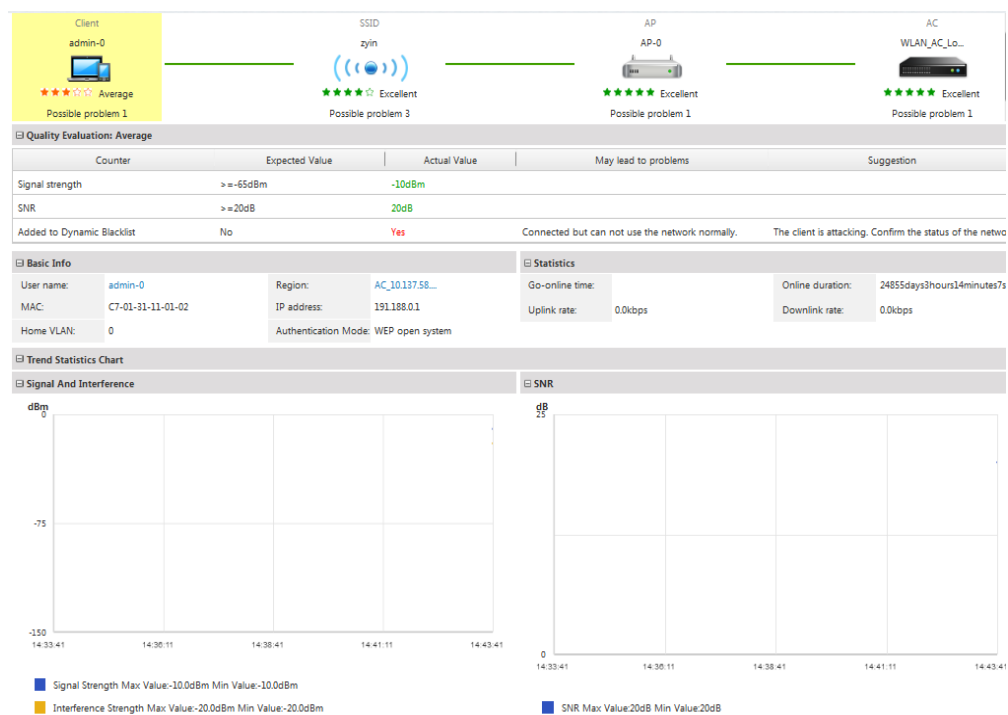 Client SSID AP AC
admin-0 zyin AP-0 WLAN_AC_Lo...
Average Excellent Excellent Excellent
Possible problem 1 Possible problem 3 Possible problem 1 Possible problem 1
Quality Evaluation: Average
Counter Expected Value Actual Value May lead to problems Suggestion
Signal strength >=-65dBm -10dBm
SNR >=20dB 20dB
Added to Dynamic Blacklist No Yes Connected but can not use the network normally. The client is attacking. Confirm the status of the netwo
Basic Info Statistics
User name: admin-0 Region: AC_10.137.58.... Go-online time: Online duration: 24855days3hours14minutes7s
MAC: C7-01-31-11-01-02 IP address: 191.188.0.1 Uplink rate: 0.0kbps Downlink rate: 0.0kbps
Home VLAN: 0 Authentication Mode: WEP open system
Trend Statistics Chart
Signal And Interference SNR
dBm dB
0 25
-75
-150 0
14:33:41 14:36:11 14:38:41 14:41:11 14:43:41 14:33:41 14:36:11 14:38:41 14:41:11 14:43:41
Signal Strength Max Value:-10.0dBm Min Value:-10.0dBm
Interference Strength Max Value:-20.0dBm Min Value:-20.0dBm SNR Max Value:20dB Min Value:20dB